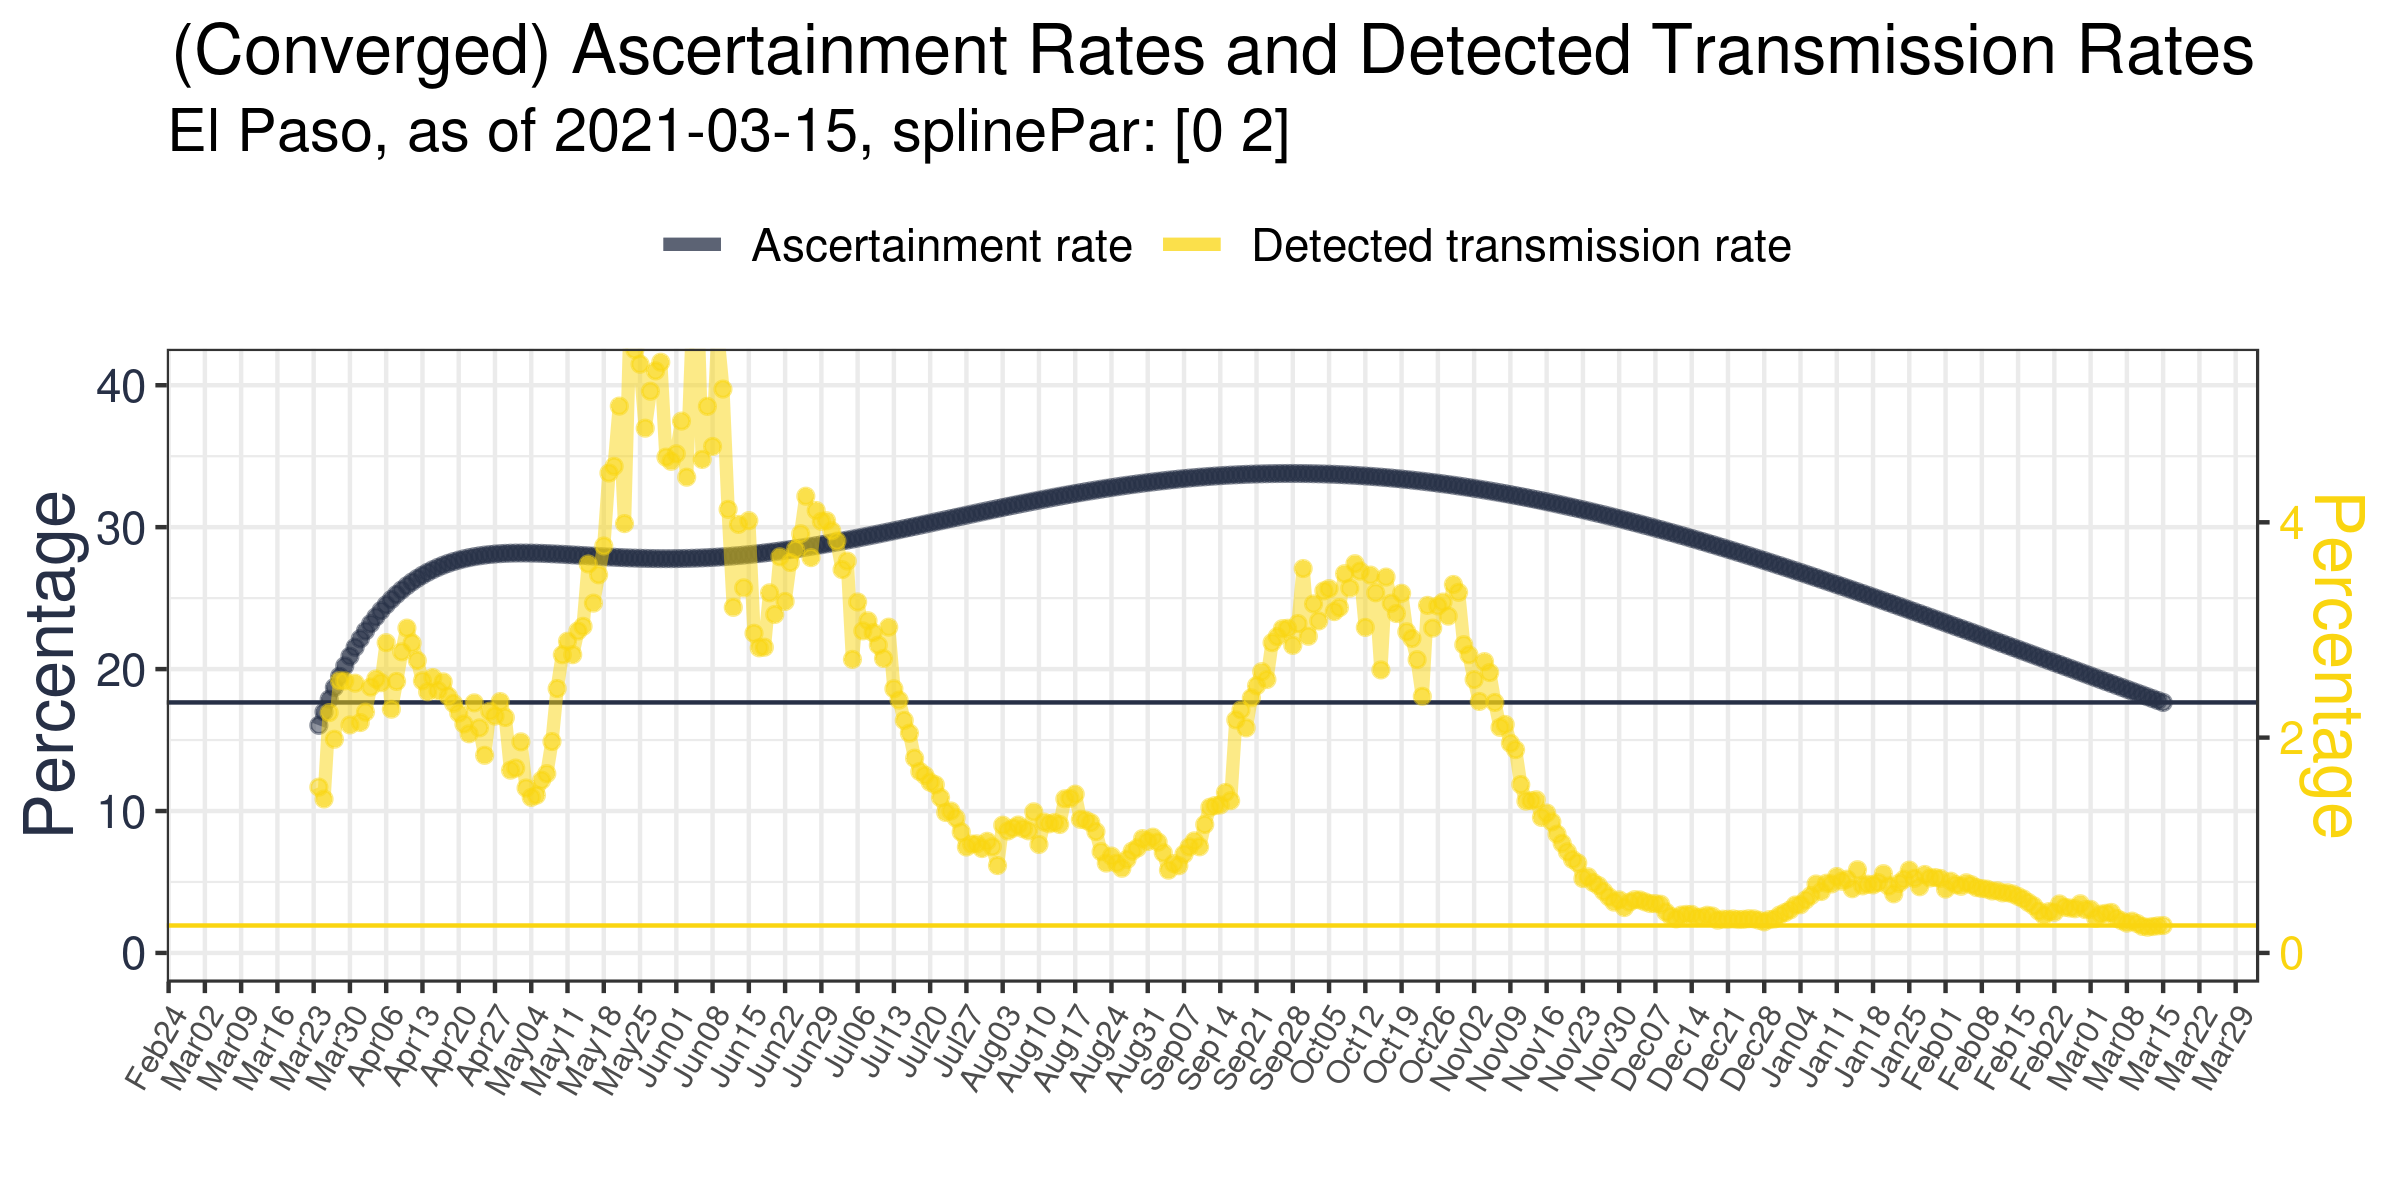 (Converged) Ascertainment Rates and Detected Transmission Rates
El Paso, as of 2021-03-15, splinePar: [0 2]
Ascertainment rate Detected transmission rate
Percentage
40
30
20
10
0
4
2
0
Percentage
Feb24 Mar02 Mar09 Mar16 Mar23 Mar30 Apr06 Apr13 Apr20 Apr27 May04 May11 May18 May25 Jun01 Jun08 Jun15 Jun22 Jun29 Jul06 Jul13 Jul20 Jul27 Aug03 Aug10 Aug17 Aug24 Aug31 Sep07 Sep14 Sep21 Sep28 Oct05 Oct12 Oct19 Oct26 Nov02 Nov09 Nov16 Nov23 Nov30 Dec07 Dec14 Dec21 Dec28 Jan04 Jan11 Jan18 Jan25 Feb01 Feb08 Feb15 Feb22 Mar01 Mar08 Mar15 Mar22 Mar29